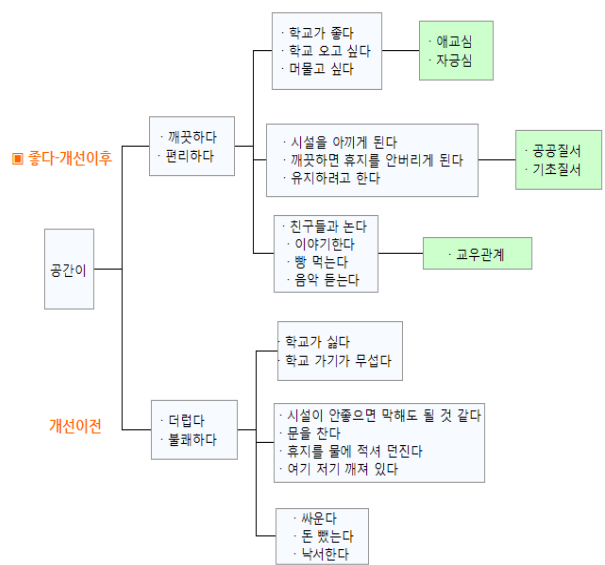 · 학교가 좋다
· 학교 오고 싶다
· 머물고 싶다
· 애교심
· 자긍심
▣ 좋다-개선이후
· 깨끗하다
· 편리하다
· 시설을 아끼게 된다
· 깨끗하면 휴지를 안버리게 된다
· 유지하려고 한다
· 공공질서
· 기초질서
· 친구들과 논다
· 이야기한다
· 빵 먹는다
· 음악 듣는다
· 교우관계
공간이
개선이전
· 더럽다
· 불쾌하다
· 학교가 싫다
· 학교 가기가 무섭다
· 시설이 안좋으면 막해도 될 것 같다
· 문을 찬다
· 휴지를 물에 적셔 던진다
· 여기 저기 깨져 있다
· 싸운다
· 돈 뺐는다
· 낙서한다